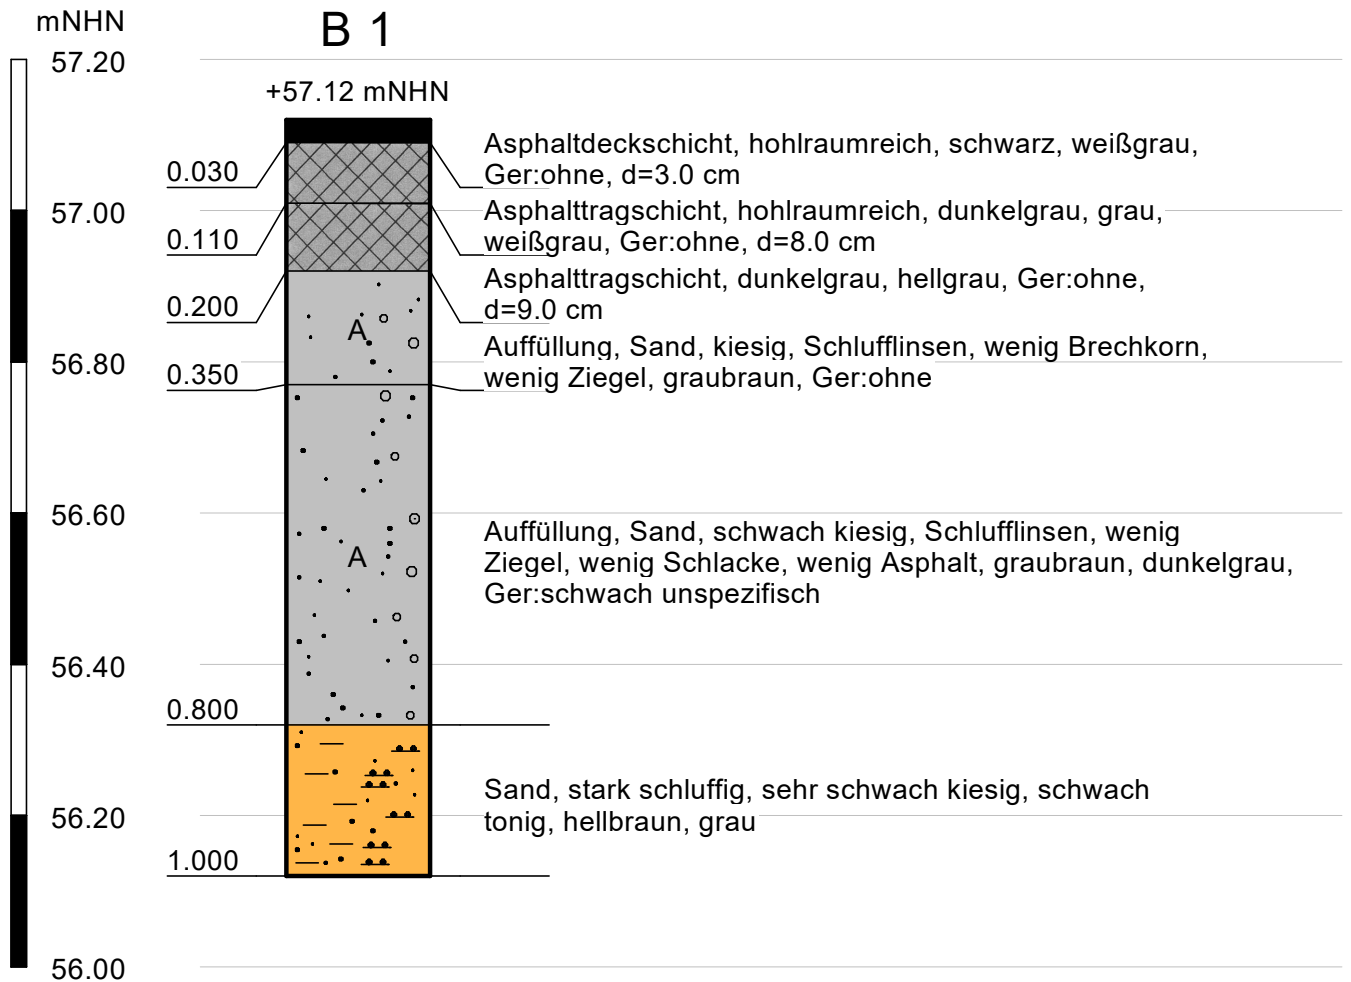 mNHN
B 1
57.20
+57.12 mNHN
Asphaltdeckschicht, hohlraumreich, schwarz, weißgrau,
0.030
Ger:ohne, d=3.0 cm
57.00
Asphalttragschicht, hohlraumreich, dunkelgrau, grau,
0.110
weißgrau, Ger:ohne, d=8.0 cm
Asphalttragschicht, dunkelgrau, hellgrau, Ger:ohne,
0.200
d=9.0 cm
A
Auffüllung, Sand, kiesig, Schlufflinsen, wenig Brechkorn,
56.80
0.350
wenig Ziegel, graubraun, Ger:ohne
56.60
Auffüllung, Sand, schwach kiesig, Schlufflinsen, wenig
A
Ziegel, wenig Schlacke, wenig Asphalt, graubraun, dunkelgrau,
Ger:schwach unspezifisch
56.40
0.800
Sand, stark schluffig, sehr schwach kiesig, schwach
56.20
tonig, hellbraun, grau
1.000
56.00